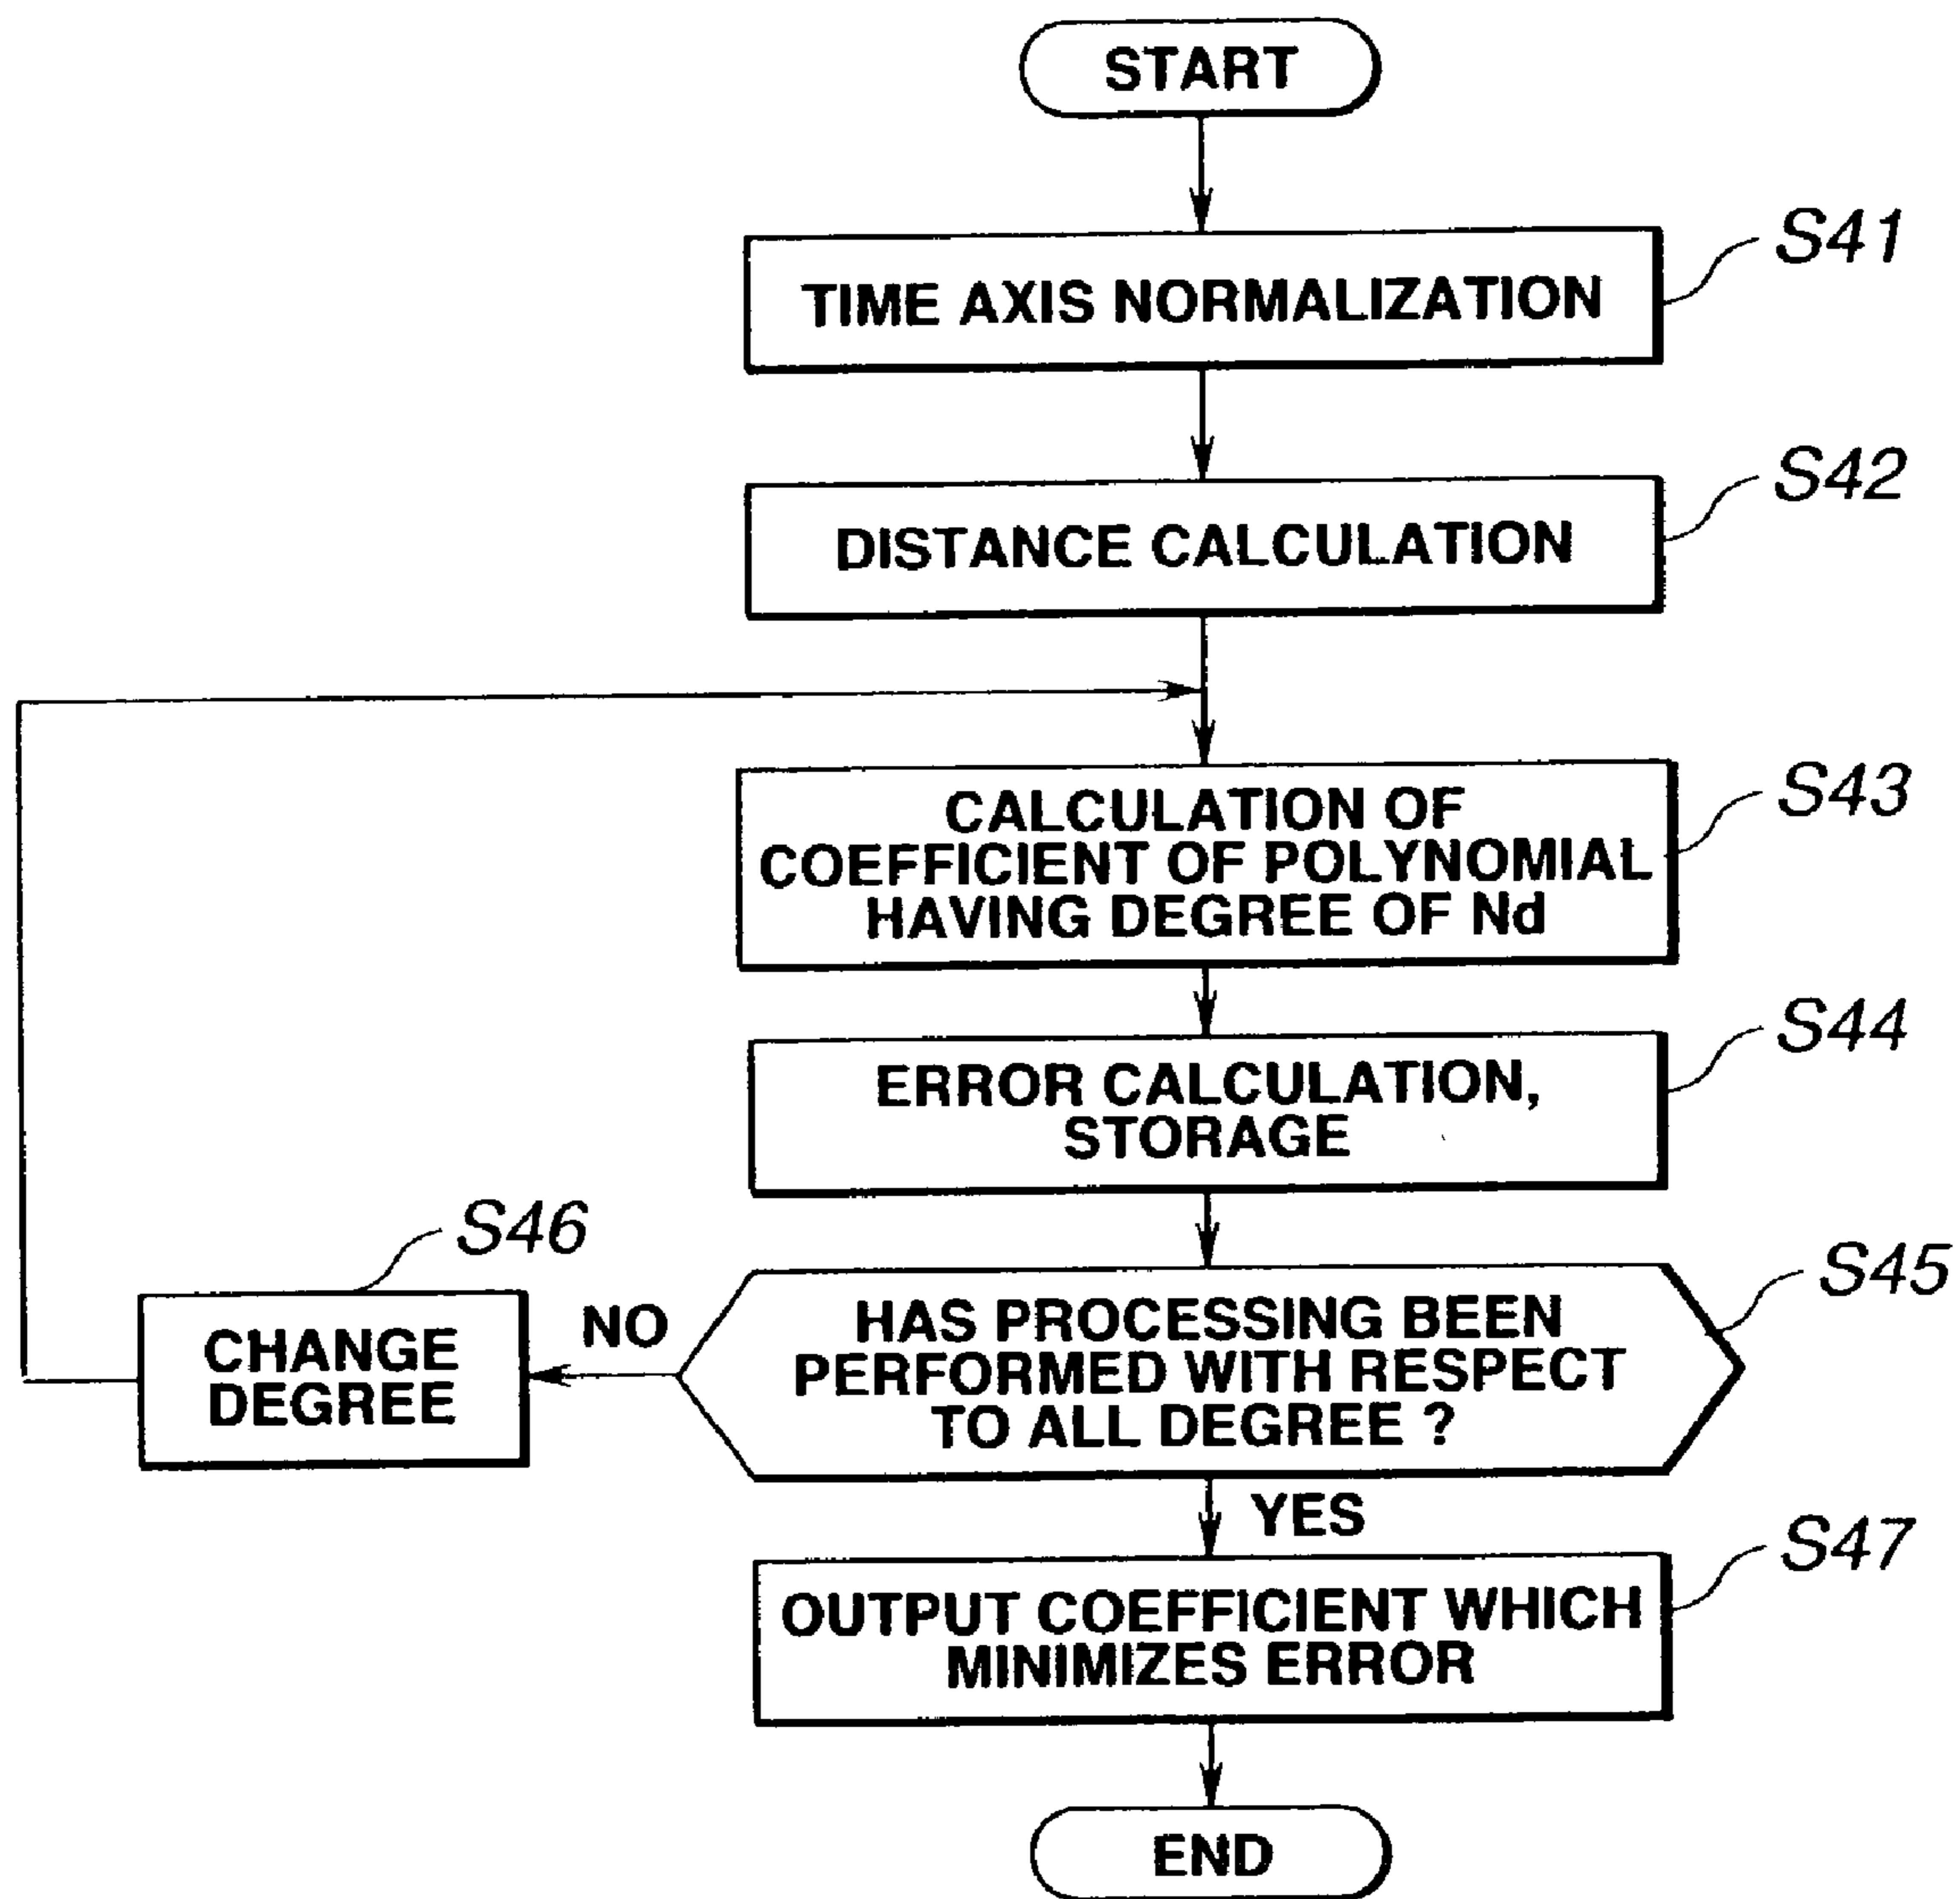 START
S41
TIME AXIS NORMALIZATION
S42
DISTANCE CALCULATION
S43
CALCULATION OF
COEFFICIENT OF POLYNOMIAL
HAVING DEGREE OF Nd
S44
ERROR CALCULATION,
STORAGE
S46
CHANGE
DEGREE
NO
S45
HAS PROCESSING BEEN
PERFORMED WITH RESPECT
TO ALL DEGREE ?
YES
S47
OUTPUT COEFFICIENT WHICH
MINIMIZES ERROR
END